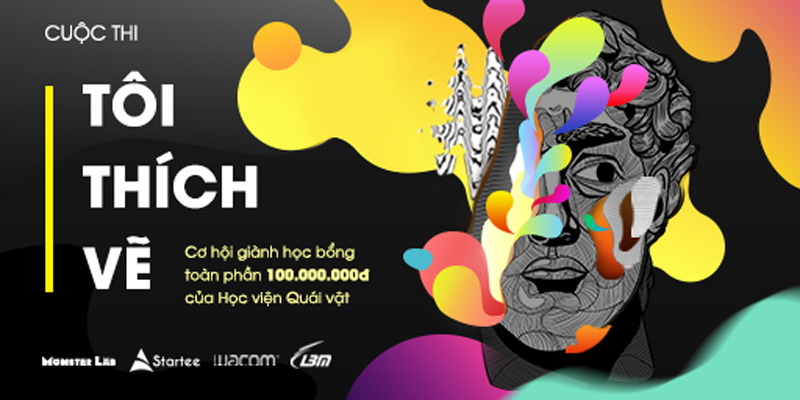 CUỘC THI
TÔI
THÍCH
VẼ
Cơ hội giành học bổng
toàn phần 100.000.000đ
của Học viện Quái vật
MONSTER LAB Startee wacom L3M